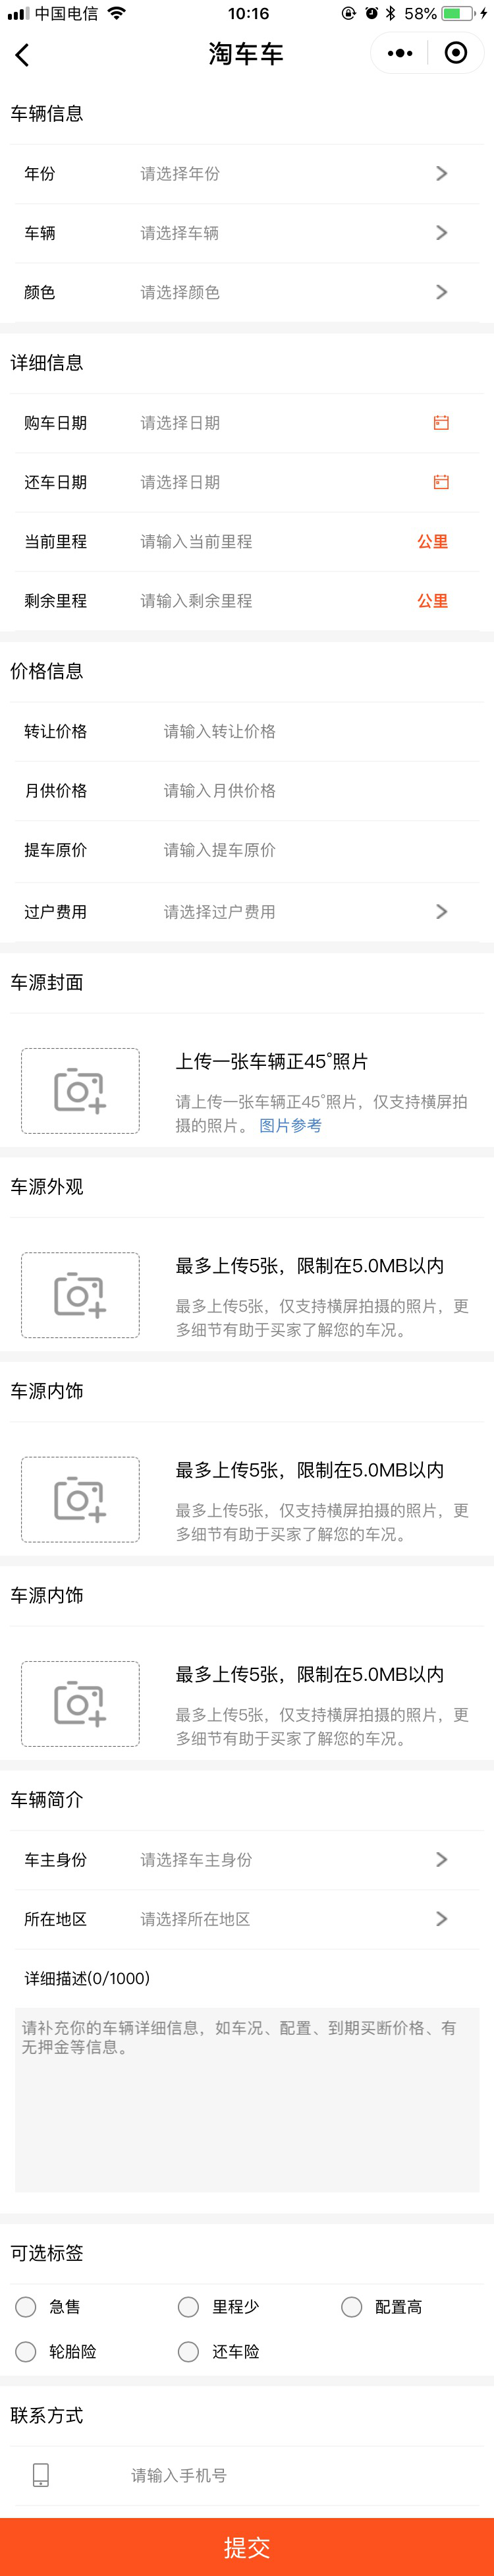 中国电信 10:16 58%
淘车车
车辆信息
年份 请选择年份
车辆 请选择车辆
颜色 请选择颜色
详细信息
购车日期 请选择日期
还车日期 请选择日期
当前里程 请输入当前里程 公里
剩余里程 请输入剩余里程 公里
价格信息
转让价格 请输入转让价格
月供价格 请输入月供价格
提车原价 请输入提车原价
过户费用 请选择过户费用
车源封面
上传一张车辆正45°照片
请上传一张车辆正45°照片，仅支持横屏拍
摄的照片。 图片参考
车源外观
最多上传5张，限制在5.0MB以内
最多上传5张，仅支持横屏拍摄的照片，更
多细节有助于买家了解您的车况。
车源内饰
最多上传5张，限制在5.0MB以内
最多上传5张，仅支持横屏拍摄的照片，更
多细节有助于买家了解您的车况。
车源内饰
最多上传5张，限制在5.0MB以内
最多上传5张，仅支持横屏拍摄的照片，更
多细节有助于买家了解您的车况。
车辆简介
车主身份 请选择车主身份
所在地区 请选择所在地区
详细描述(0/1000)
请补充你的车辆详细信息，如车况、配置、到期买断价格、有
无押金等信息。
可选标签
急售 里程少 配置高
轮胎险 还车险
联系方式
请输入手机号
提交